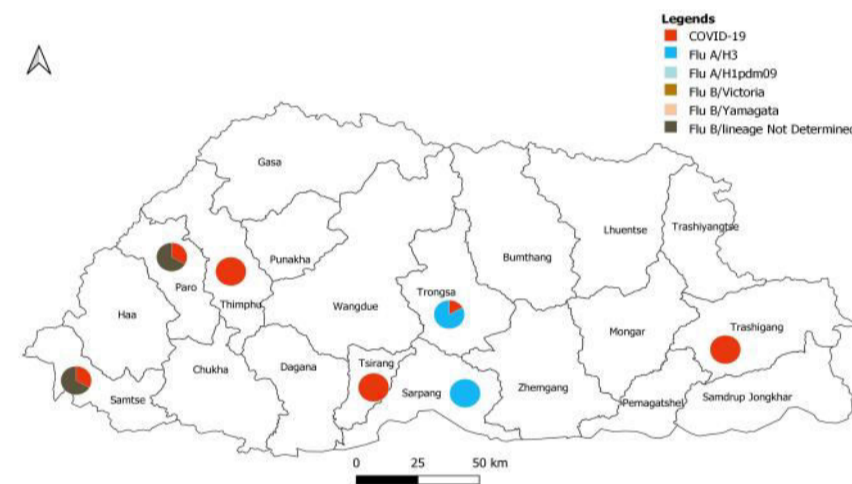 Legends
COVID-19
Flu A/H3
Flu A/H1pdm09
Flu B/Victoria
Flu B/Yamagata
Flu B/lineage Not Determined
Gasa
Punakha
Lhuentse
Trashiyangtse
Bumthang
Paro
Thimphu
Trongsa
Wangdue
Haa
Mongar
Trashigang
Tsirang
Chukha
Dagana
Zhemgang
Sarpang
Samtse
Pemagatshel
Samdrup Jongkhar
0 25 50 km